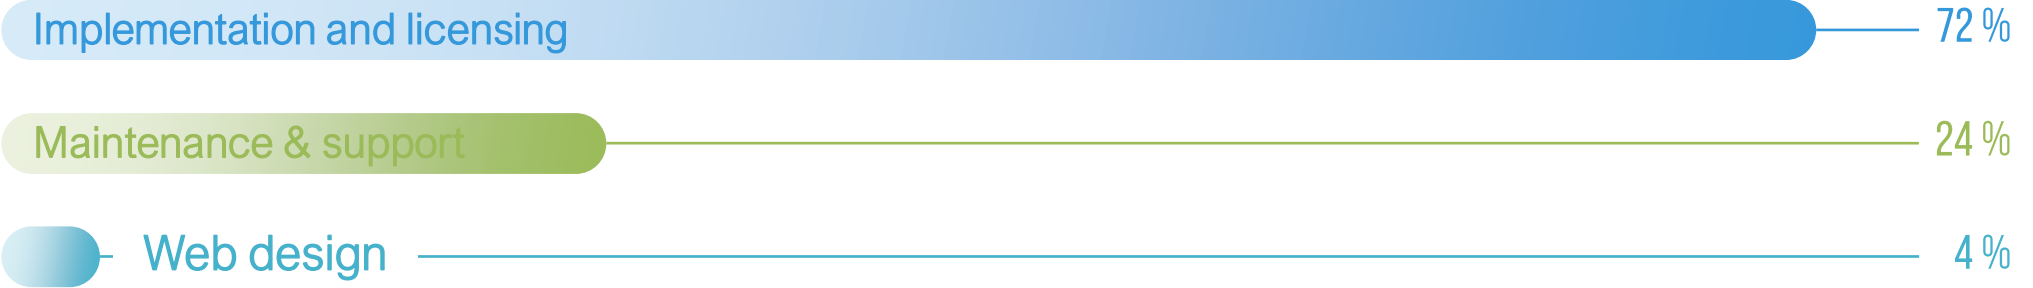 Implementation and licensing 72 %
Maintenance & support 24 %
Web design 4 %